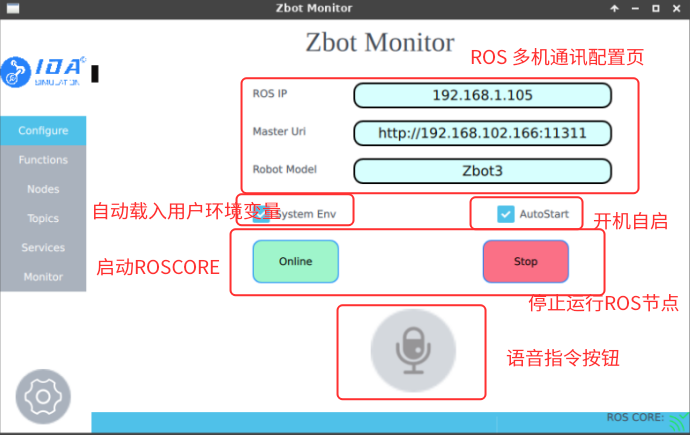 Zbot Monitor
Zbot Monitor
ROS 多机通讯配置页
IDA
SIMULATION
ROS IP
192.168.1.105
Master Uri
http://192.168.102.166:11311
Robot Model
Zbot3
Configure
Functions
Nodes
Topics
Services
Monitor
自动载入用户环境变量
System Env
AutoStart
开机自启
启动ROSCORE
Online
Stop
停止运行ROS节点
语音指令按钮
ROS CORE: